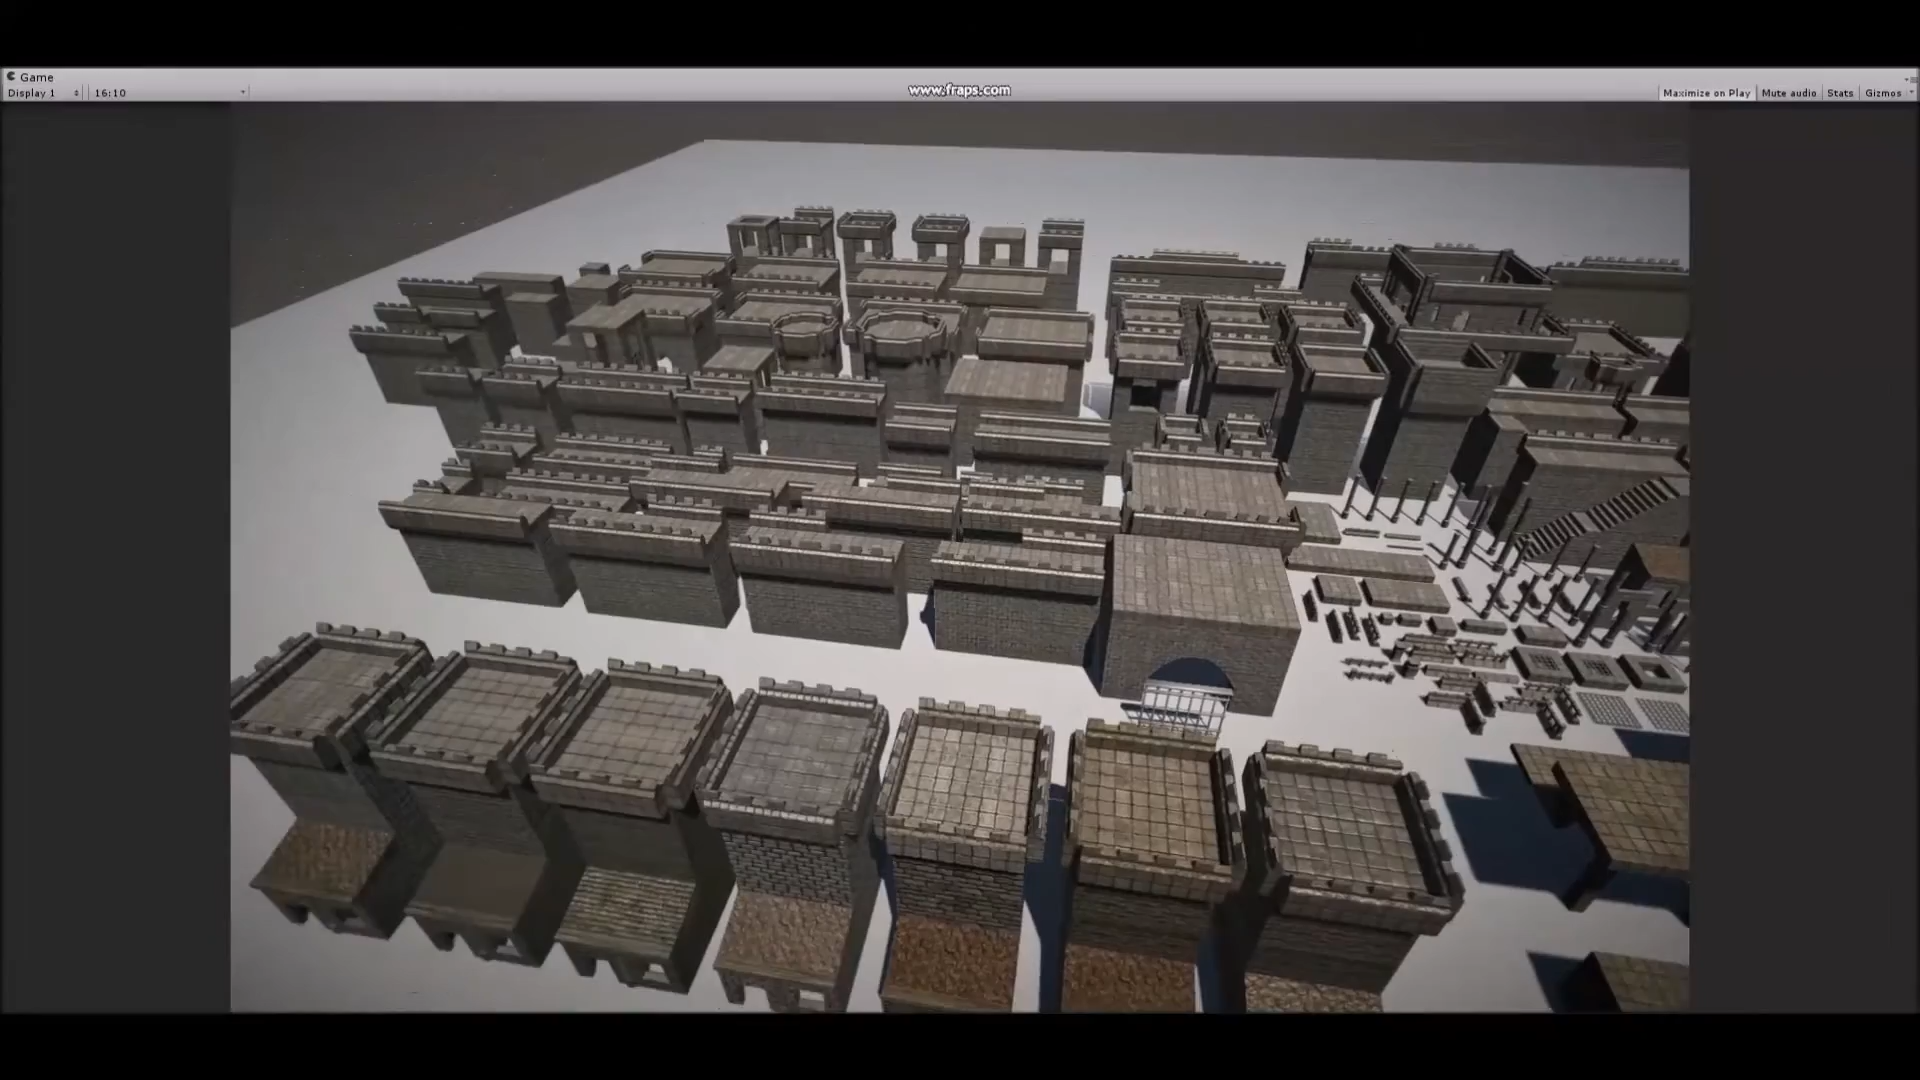 Game
Display 1
16:10
www.fraps.com
Maximize on Play
Mute audio
Stats
Gizmos